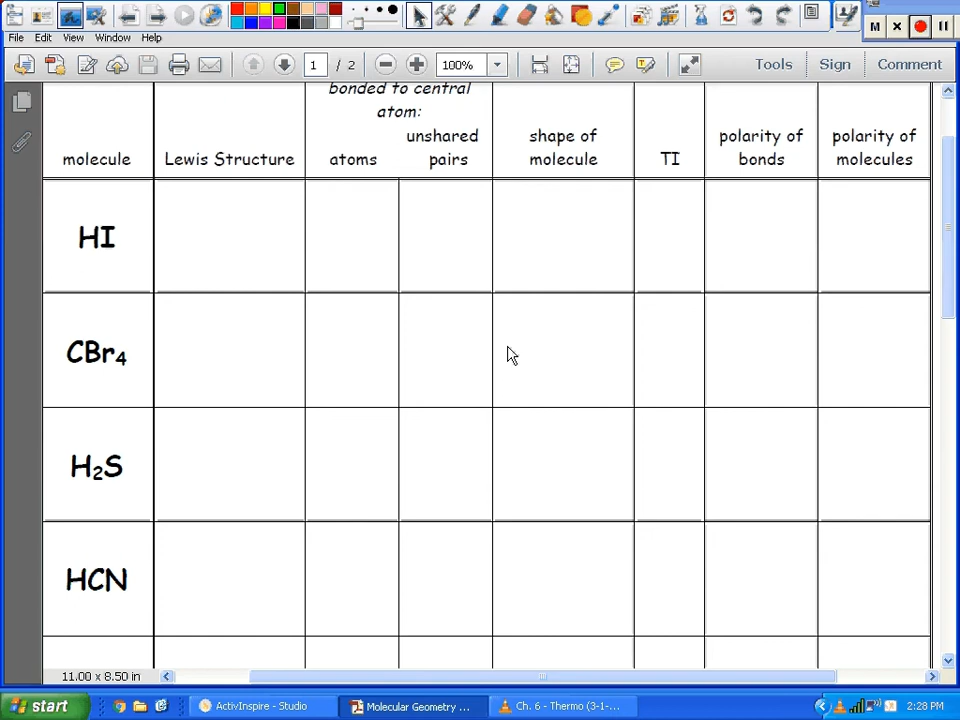 M
File Edit View Window Help
1 / 2 100% Tools Sign Comment
bonded to central
atom:
molecule Lewis Structure atoms unshared pairs shape of molecule TI polarity of bonds polarity of molecules
HI
CBr₄
H₂S
HCN
11.00 x 8.50 in
start ActivInspire - Studio Molecular Geometry ... Ch. 6 - Thermo (3-1-... 2:28 PM